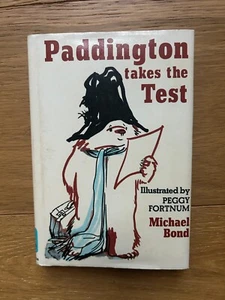 Paddington
takes the
Test
Illustrated by
PEGGY
FORTNUM
Michael
Bond